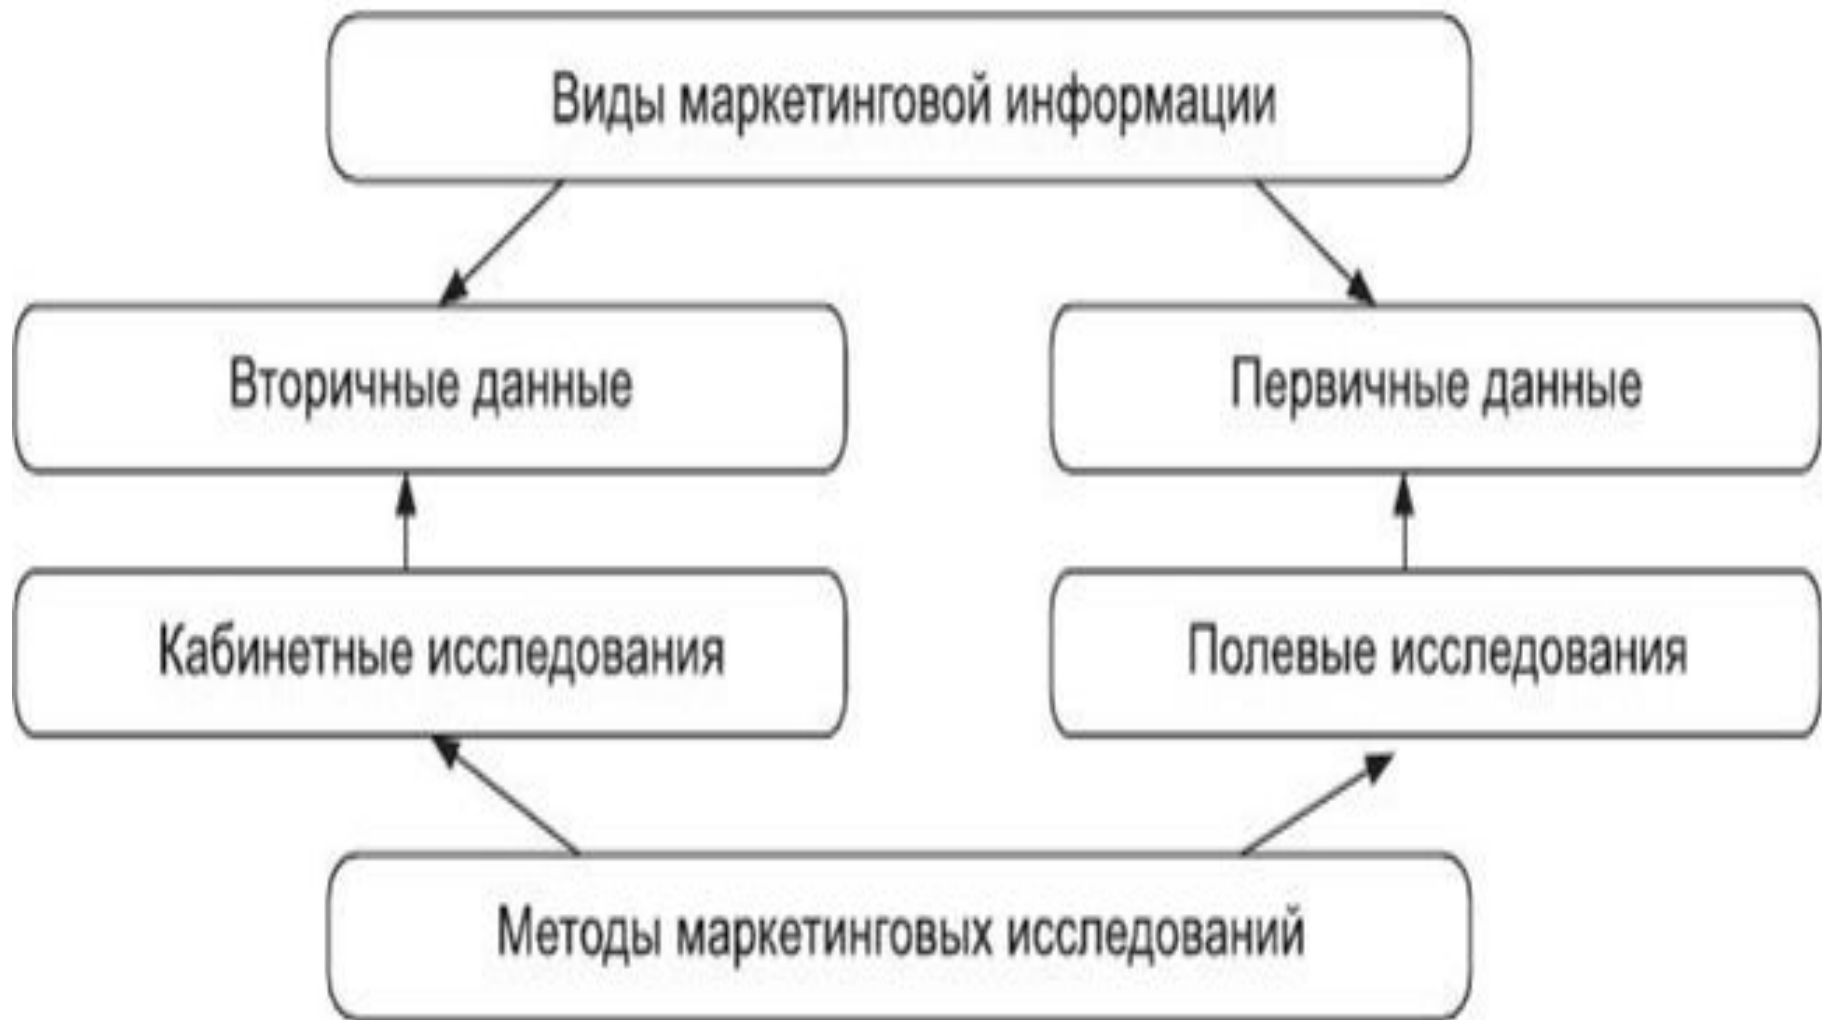 Виды маркетинговой информации
Вторичные данные
Первичные данные
Кабинетные исследования
Полевые исследования
Методы маркетинговых исследований